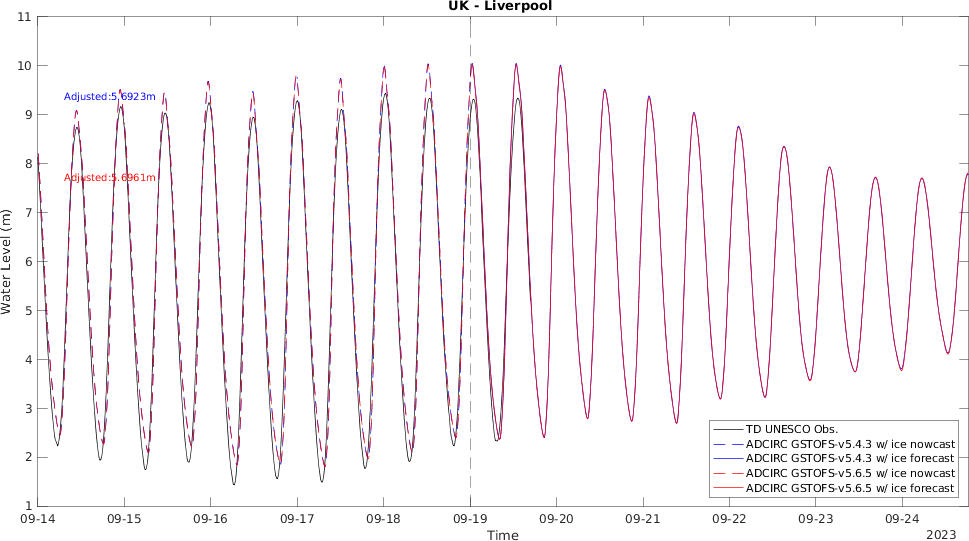 UK - Liverpool
11
10
9
8
7
6
5
4
3
2
1
Water Level (m)
Adjusted:5.6923m
Adjusted:5.6961m
TD UNESCO Obs.
ADCIRC GSTOFS-v5.4.3 w/ ice nowcast
ADCIRC GSTOFS-v5.4.3 w/ ice forecast
ADCIRC GSTOFS-v5.6.5 w/ ice nowcast
ADCIRC GSTOFS-v5.6.5 w/ ice forecast
09-14 09-15 09-16 09-17 09-18 09-19 09-20 09-21 09-22 09-23 09-24
Time
2023